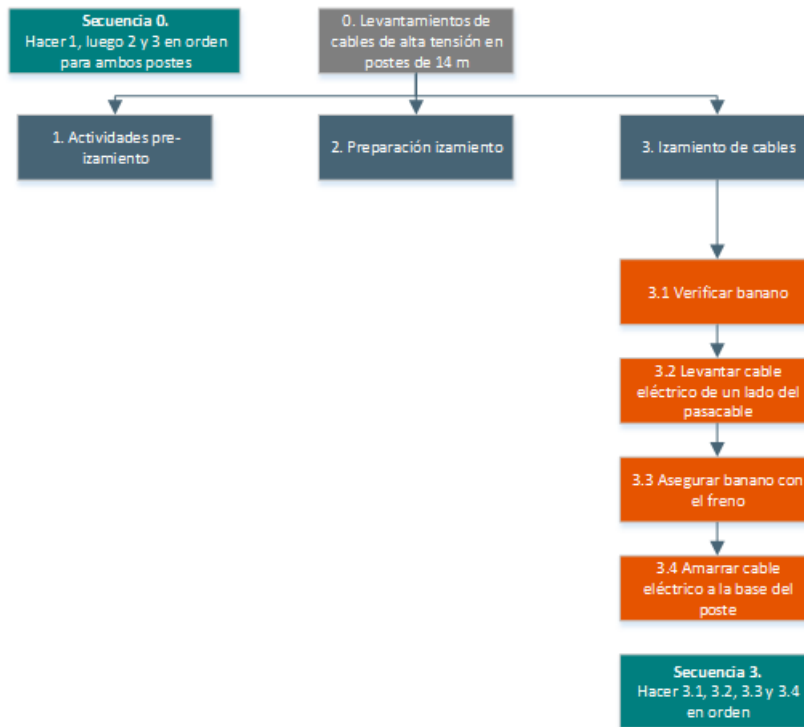 Secuencia 0.
Hacer 1, luego 2 y 3 en orden
para ambos postes
0. Levantamientos de
cables de alta tensión en
postes de 14 m
1. Actividades pre-
izamiento
2. Preparación izamiento
3. Izamiento de cables
3.1 Verificar banano
3.2 Levantar cable
eléctrico de un lado del
pasacable
3.3 Asegurar banano con
el freno
3.4 Amarrar cable
eléctrico a la base del
poste
Secuencia 3.
Hacer 3.1, 3.2, 3.3 y 3.4
en orden